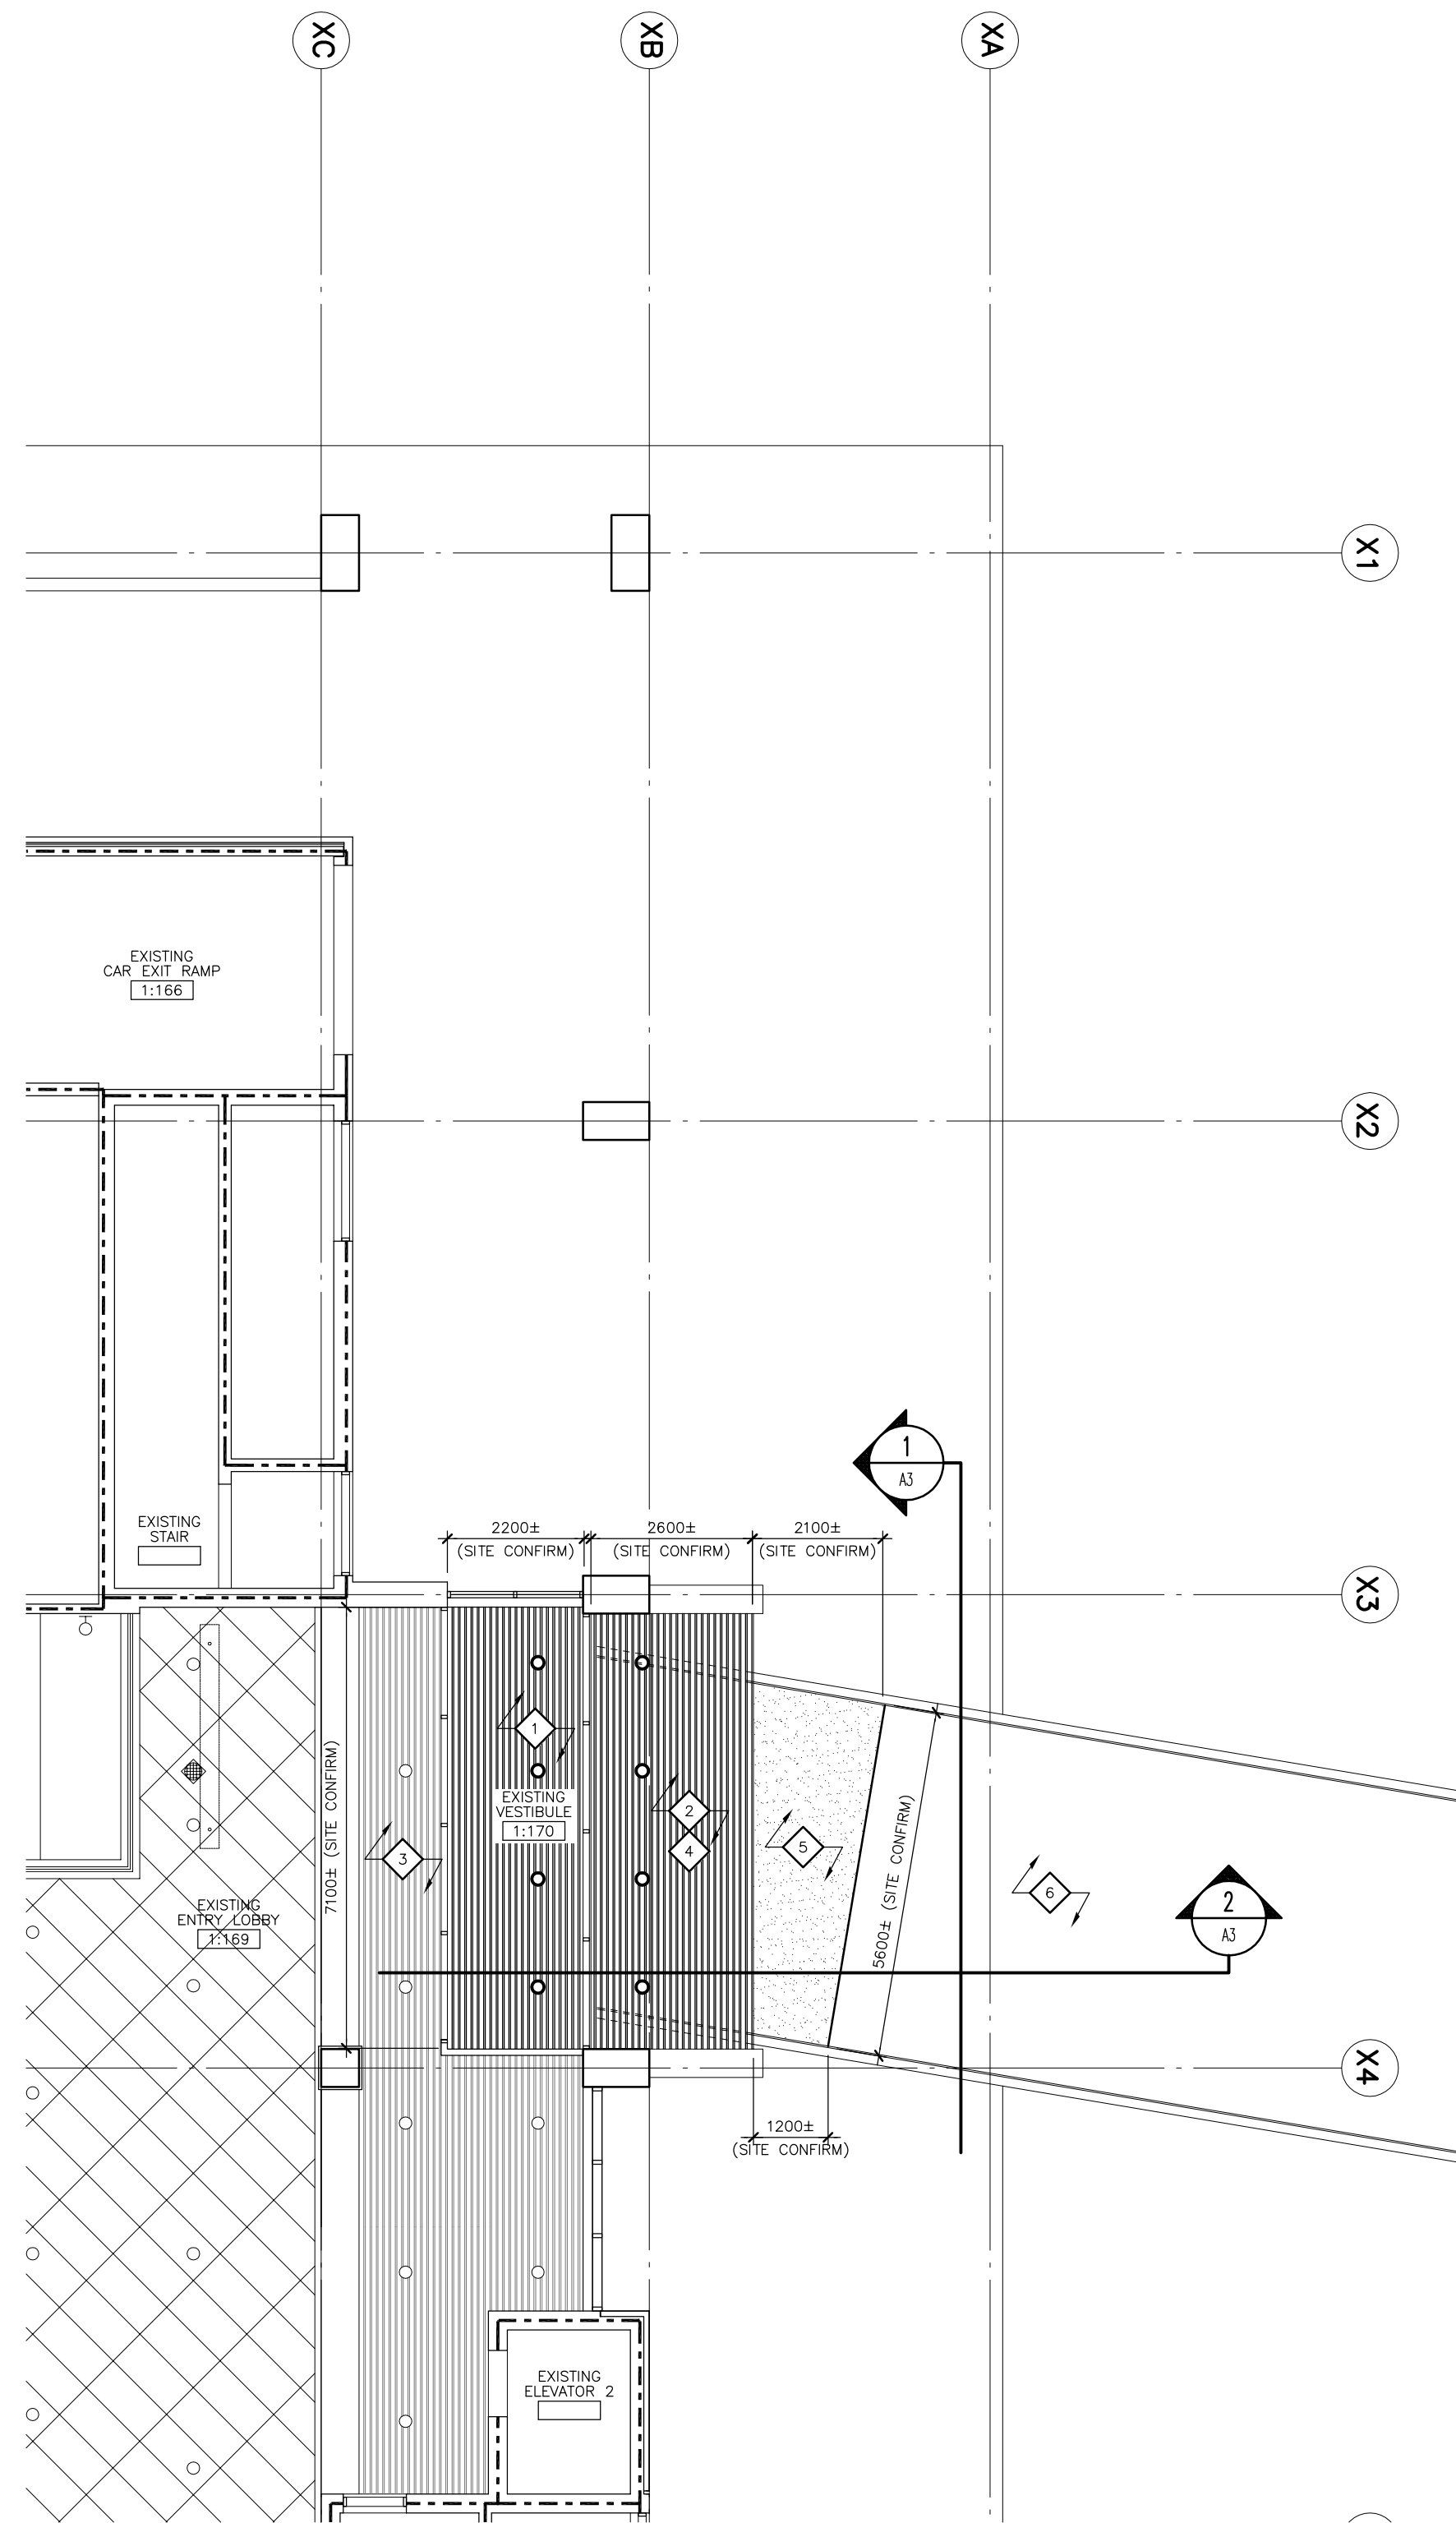 XC
XB
XA
X1
EXISTING
CAR EXIT RAMP
1:166
X2
1
A3
EXISTING
STAIR
2200±
(SITE CONFIRM)
2600±
(SITE CONFIRM)
2100±
(SITE CONFIRM)
X3
1
EXISTING
VESTIBULE
1:170
2
4
3
5
6
7100± (SITE CONFIRM)
5600± (SITE CONFIRM)
EXISTING
ENTRY LOBBY
1:169
2
A3
X4
1200±
(SITE CONFIRM)
EXISTING
ELEVATOR 2